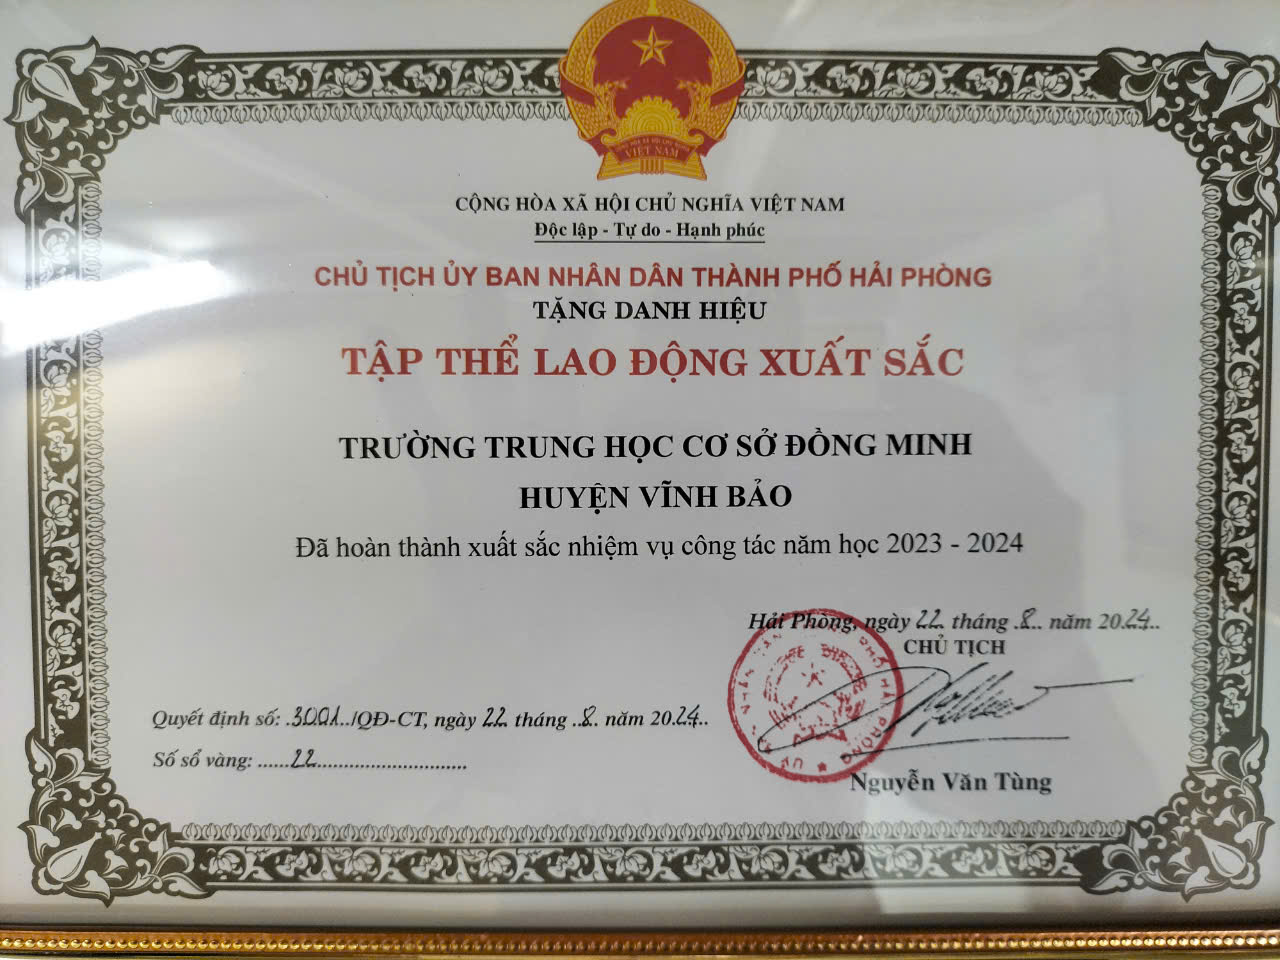 VIỆT NAM
CỘNG HÒA XÃ HỘI CHỦ NGHĨA VIỆT NAM
Độc lập - Tự do - Hạnh phúc
CHỦ TỊCH ỦY BAN NHÂN DÂN THÀNH PHỐ HẢI PHÒNG
TẶNG DANH HIỆU
TẬP THỂ LAO ĐỘNG XUẤT SẮC
TRƯỜNG TRUNG HỌC CƠ SỞ ĐỒNG MINH
HUYỆN VĨNH BẢO
Đã hoàn thành xuất sắc nhiệm vụ công tác năm học 2023 - 2024
Hải Phòng, ngày 22 tháng .8.. năm 2024..
CHỦ TỊCH
Quyết định số: .3001../QĐ-CT, ngày 22 tháng ..8.. năm 2024..
Số sổ vàng: ......22..............................
Nguyễn Văn Tùng